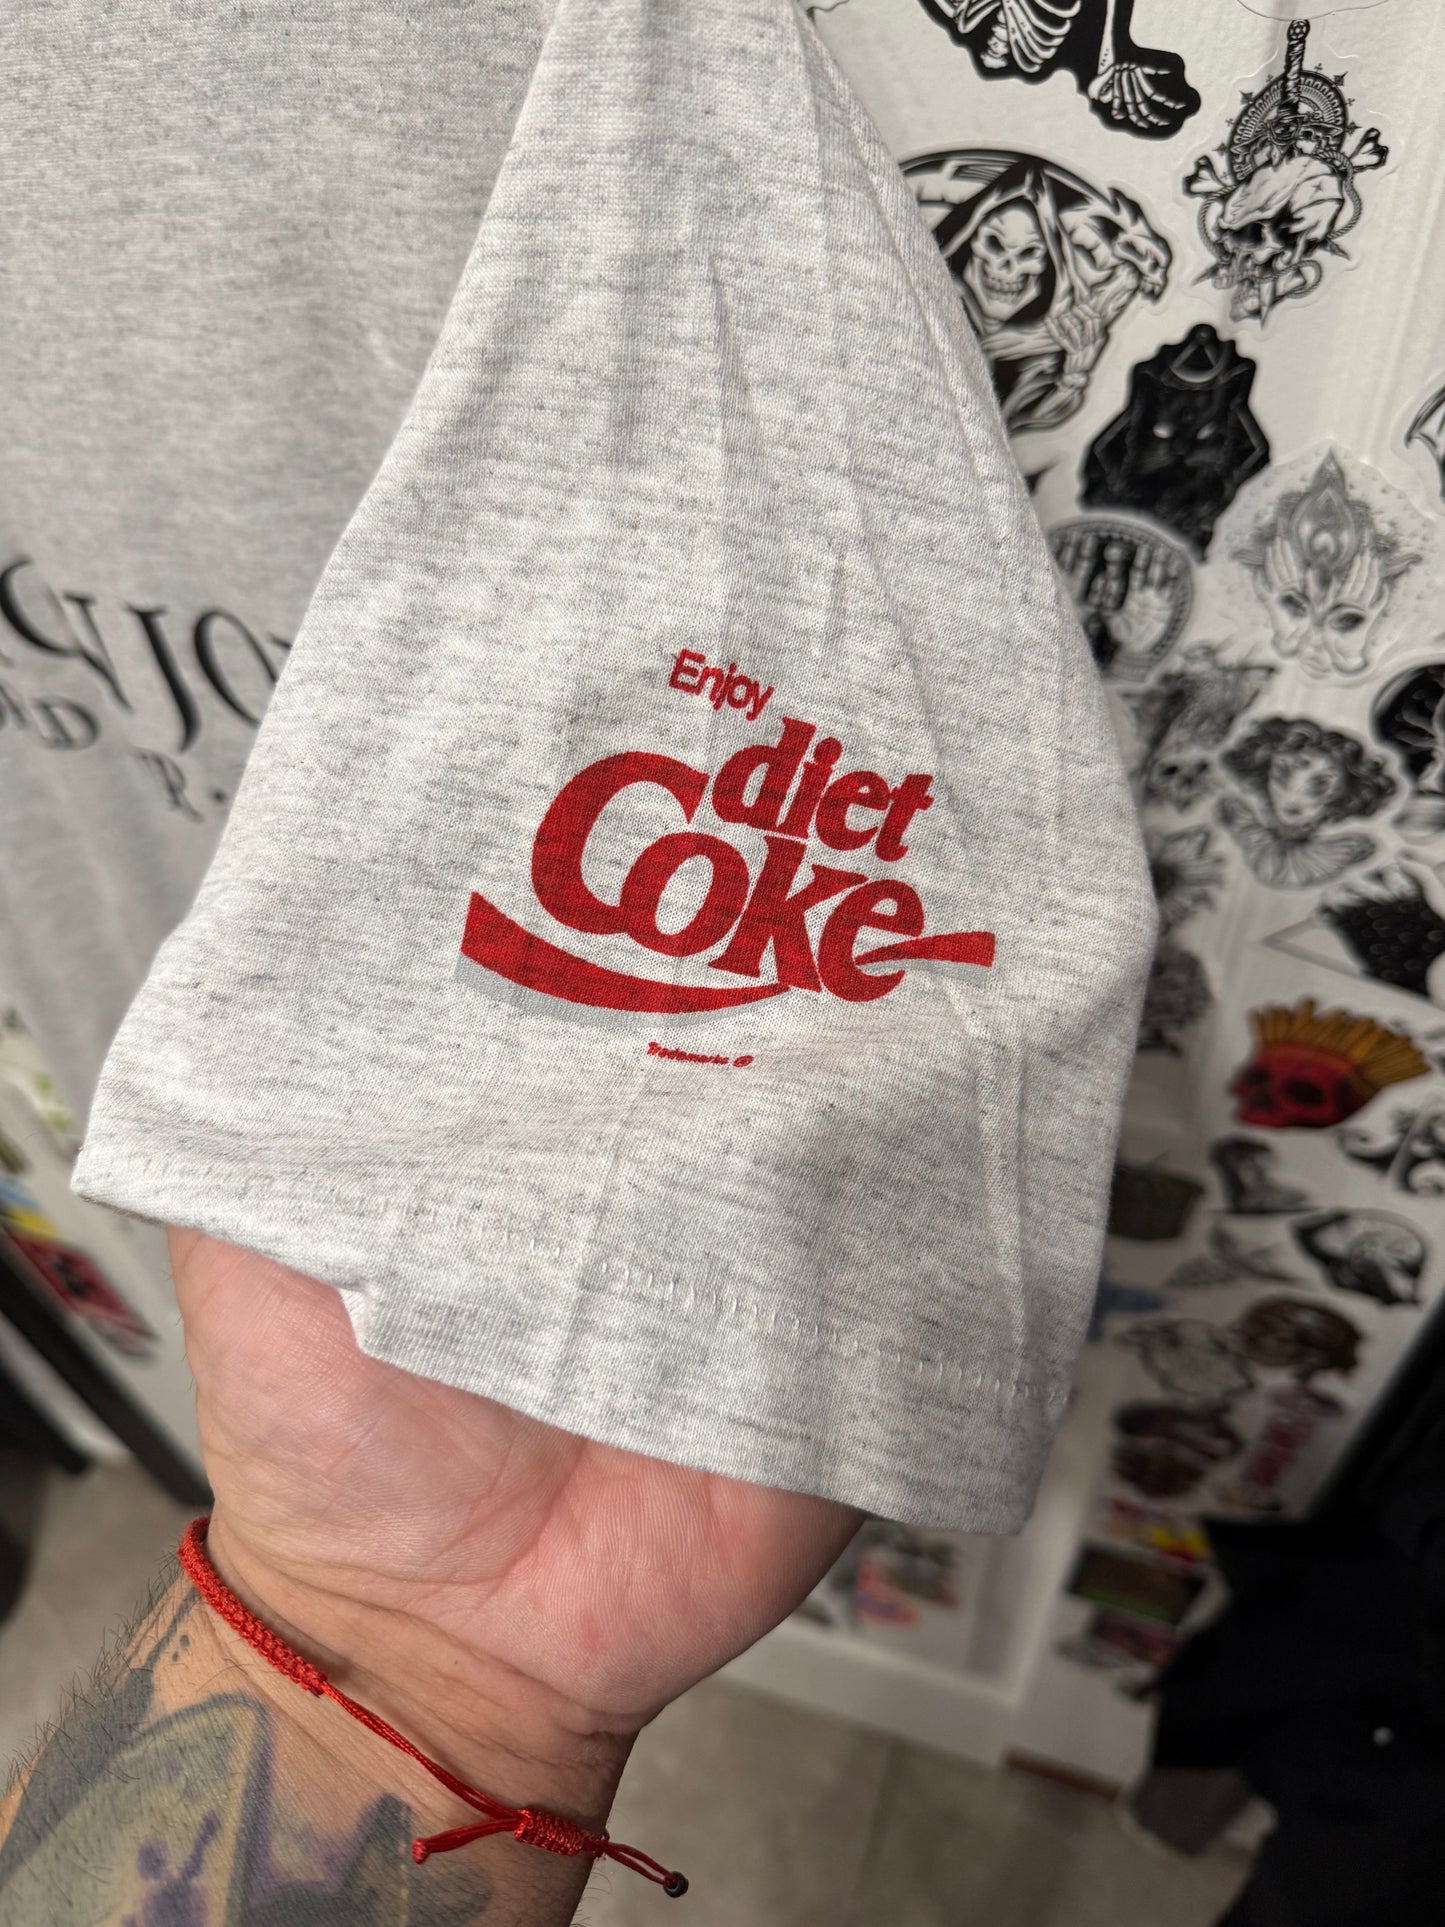 Enjoy
diet
Coke
Trademarks ®